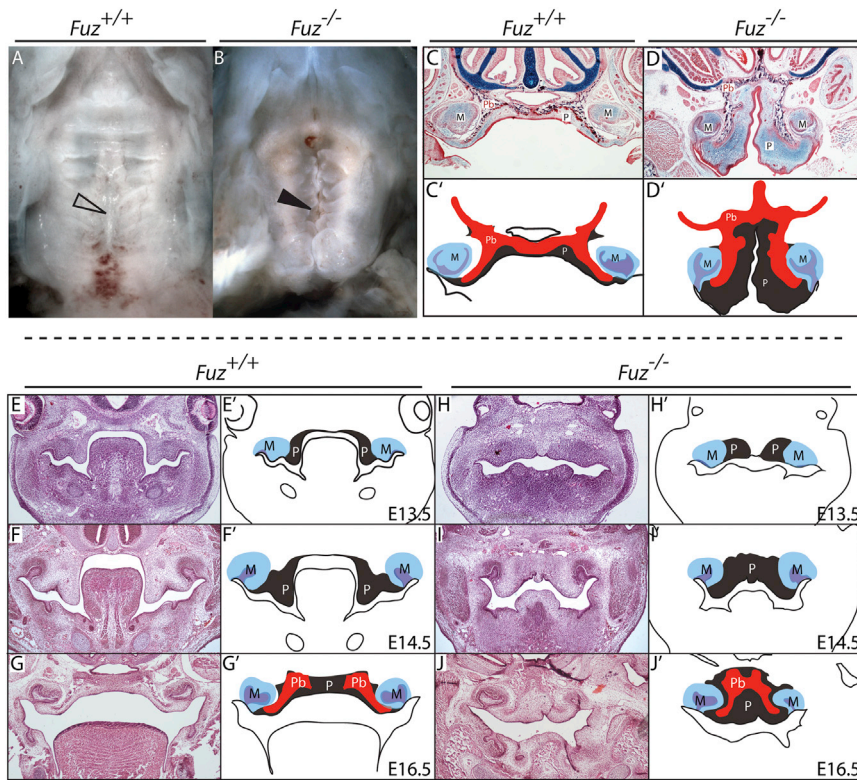 Fuz+/+ Fuz-/- Fuz+/+ Fuz-/-
A B C D
Pb P M M
Pb M M P
C' D'
Pb M P M
Pb M M P
Fuz+/+ Fuz-/-
E E' H H'
M P P M
M P P M
E13.5 E13.5
F F' I I'
M P P M
M P M
E14.5 E14.5
G G' J J'
M Pb P Pb M
Pb M P M
E16.5 E16.5